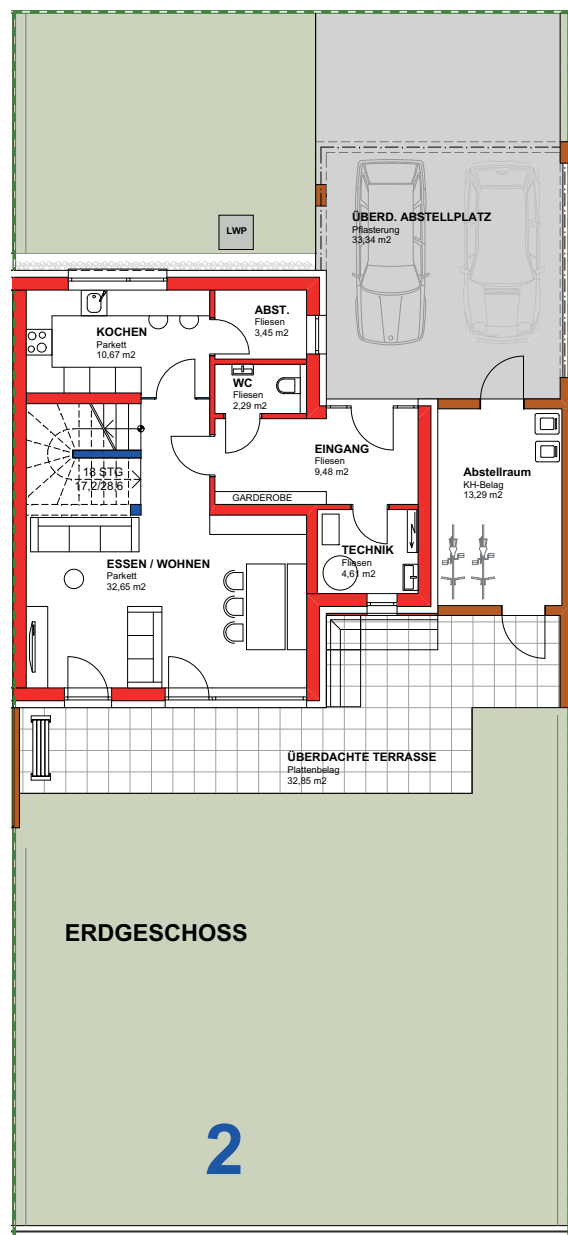 ÜBERD. ABSTELLPLATZ
Pflasterung
33,34 m2
LWP
ABST.
Fliesen
3,45 m2
KOCHEN
Parkett
10,67 m2
WC
Fliesen
2,29 m2
EINGANG
Fliesen
9,48 m2
Abstellraum
KH-Belag
13,29 m2
18 STG
17,2/28,6
GARDEROBE
TECHNIK
Fliesen
4,61 m2
ESSEN / WOHNEN
Parkett
32,65 m2
ÜBERDACHTE TERRASSE
Plattenbelag
32,85 m2
ERDGESCHOSS
2